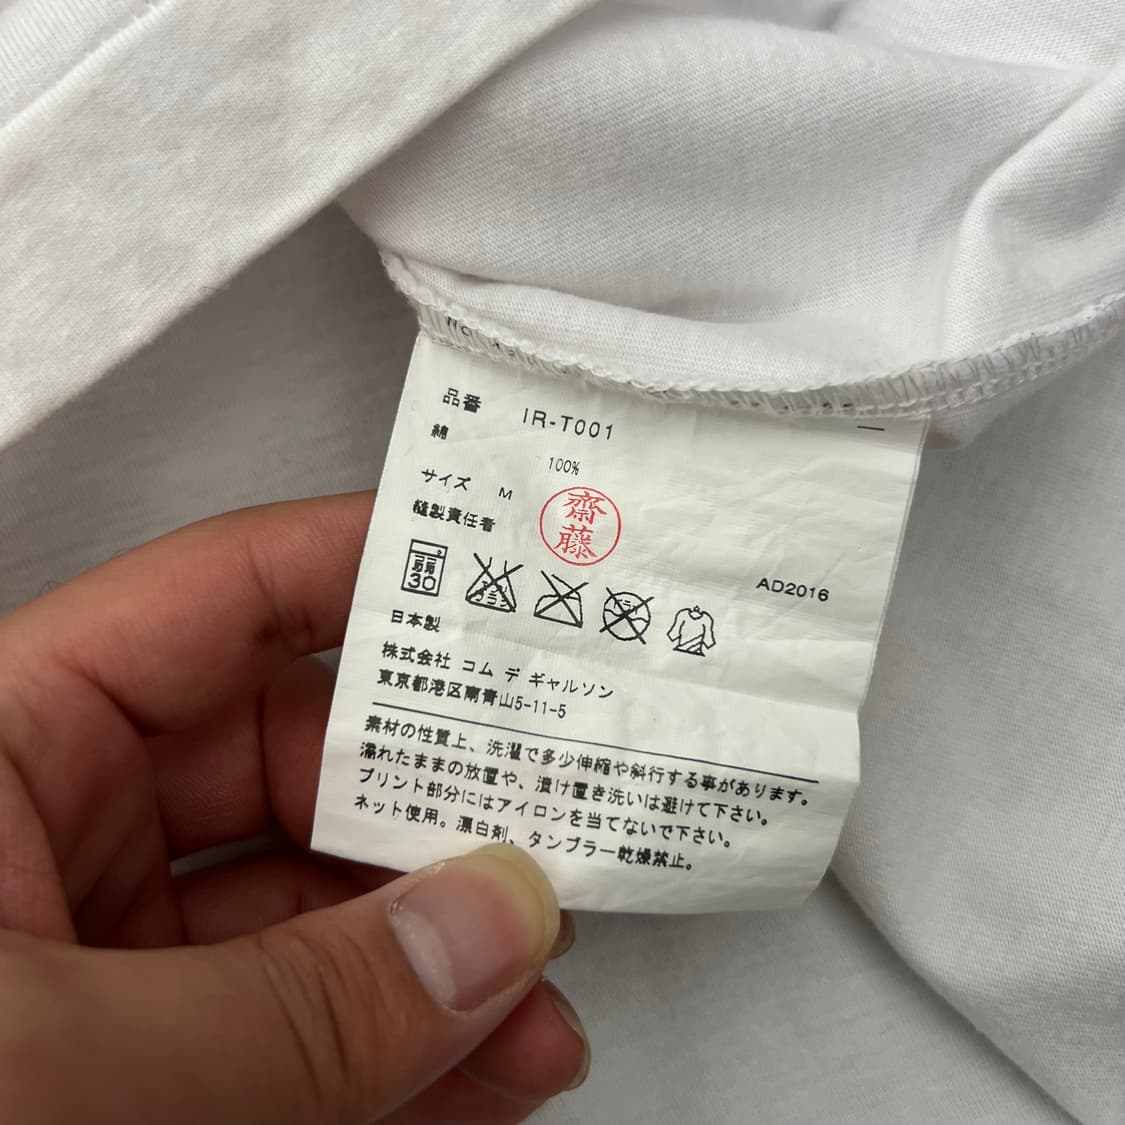 品番 IR-T001
綿 100%
サイズ M
縫製責任者 齋藤
AD2016
30
日本製
株式会社 コム デ ギャルソン
東京都港区南青山5-11-5
素材の性質上、洗濯で多少伸縮や斜行する事があります。
濡れたままの放置や、漬け置き洗いは避けて下さい。
プリント部分にはアイロンを当てないで下さい。
ネット使用。漂白剤、タンブラー乾燥禁止。